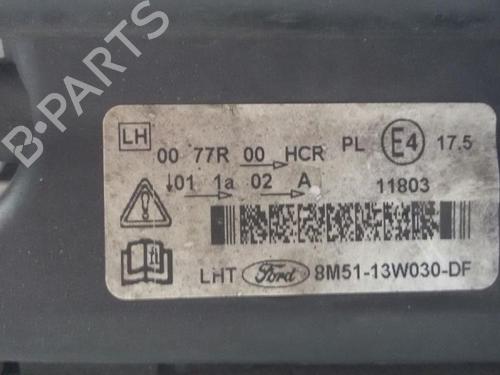 B-PARTS
LH
00 77R 00 HCR PL E4 17.5
↓01 1a 02 A 11803
LHT Ford 8M51-13W030-DF